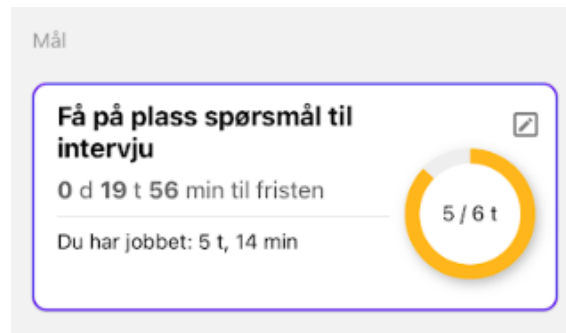 Mål
Få på plass spørsmål til
intervju
0 d 19 t 56 min til fristen
5 / 6 t
Du har jobbet: 5 t, 14 min